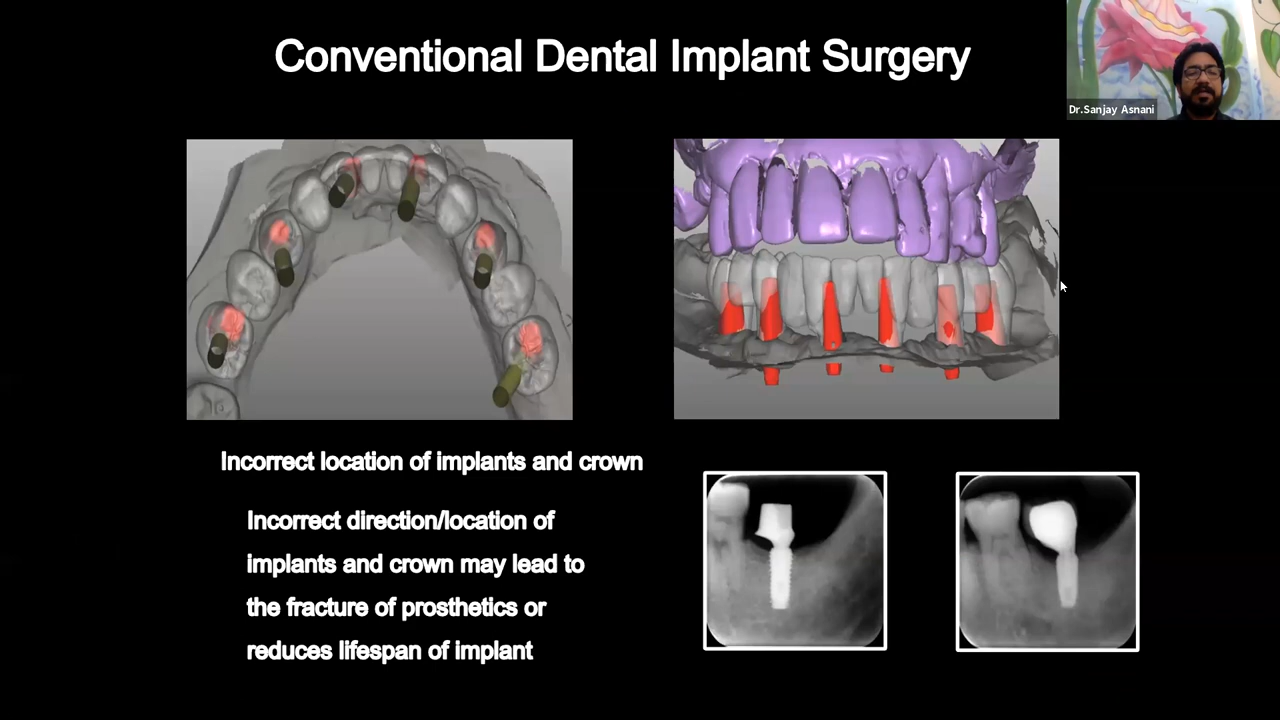 Conventional Dental Implant Surgery
Dr.Sanjay Asnani
Incorrect location of implants and crown
Incorrect direction/location of
implants and crown may lead to
the fracture of prosthetics or
reduces lifespan of implant